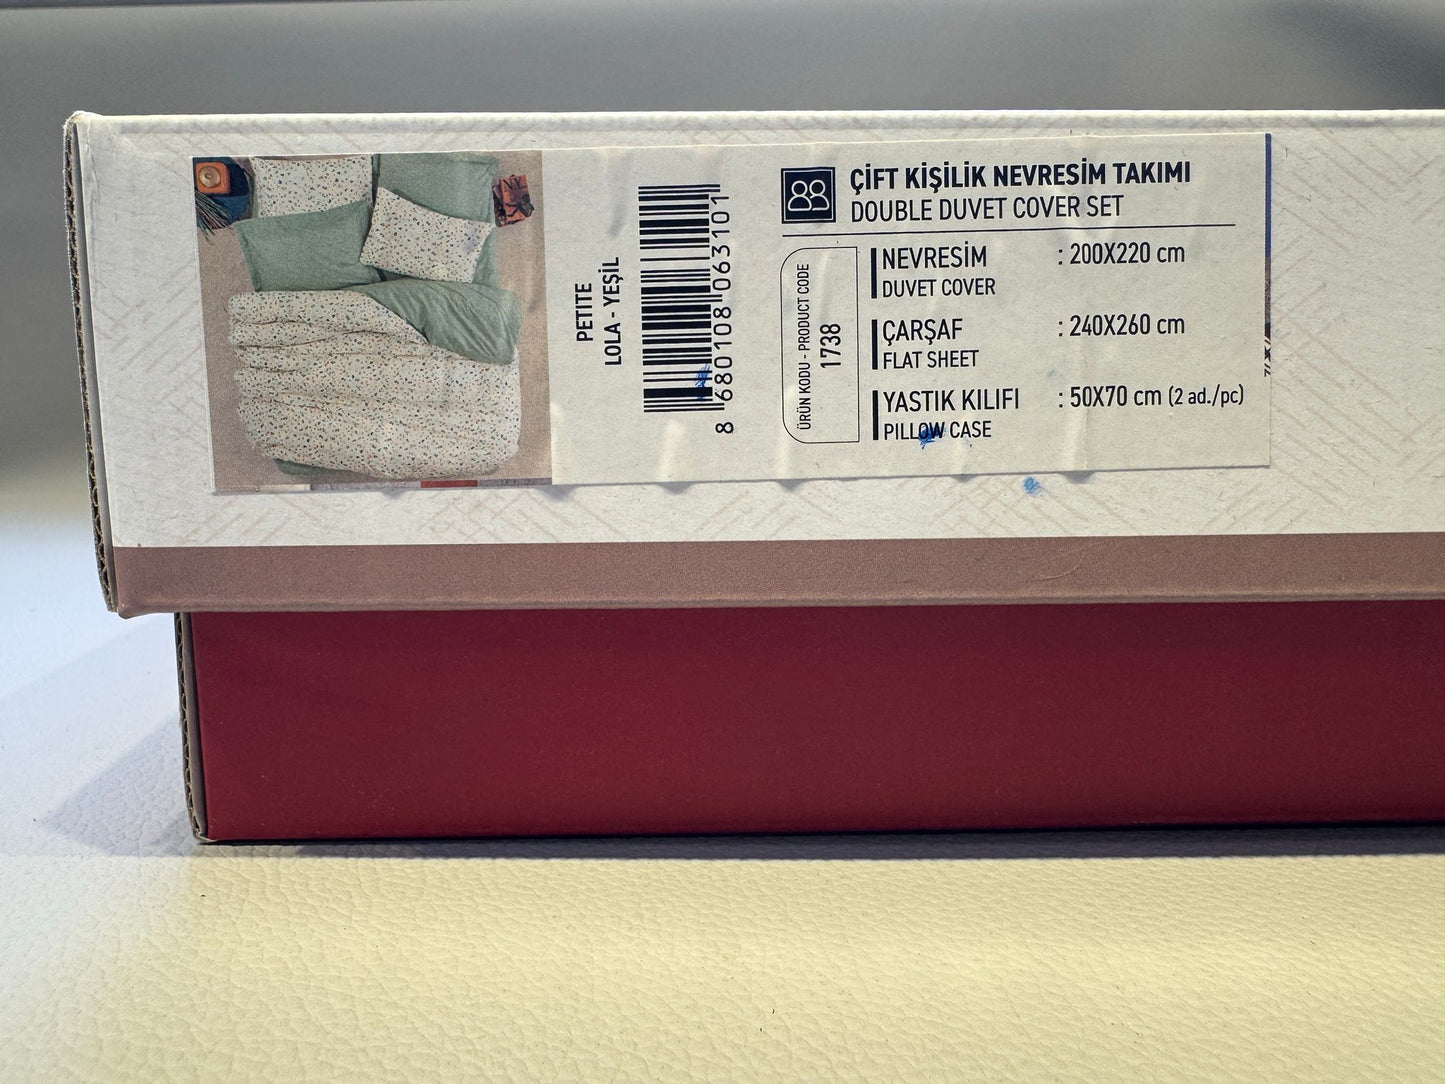 PETITE
LOLA - YEŞİL
8 680108 063101
ÇİFT KİŞİLİK NEVRESİM TAKIMI
DOUBLE DUVET COVER SET
ÜRÜN KODU - PRODUCT CODE
1738
NEVRESİM : 200X220 cm
DUVET COVER
ÇARŞAF : 240X260 cm
FLAT SHEET
YASTIK KILIFI : 50X70 cm (2 ad./pc)
PILLOW CASE